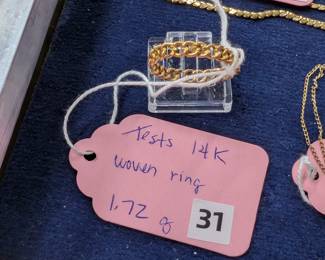 Tests 14K
woven ring
1.72 g
31